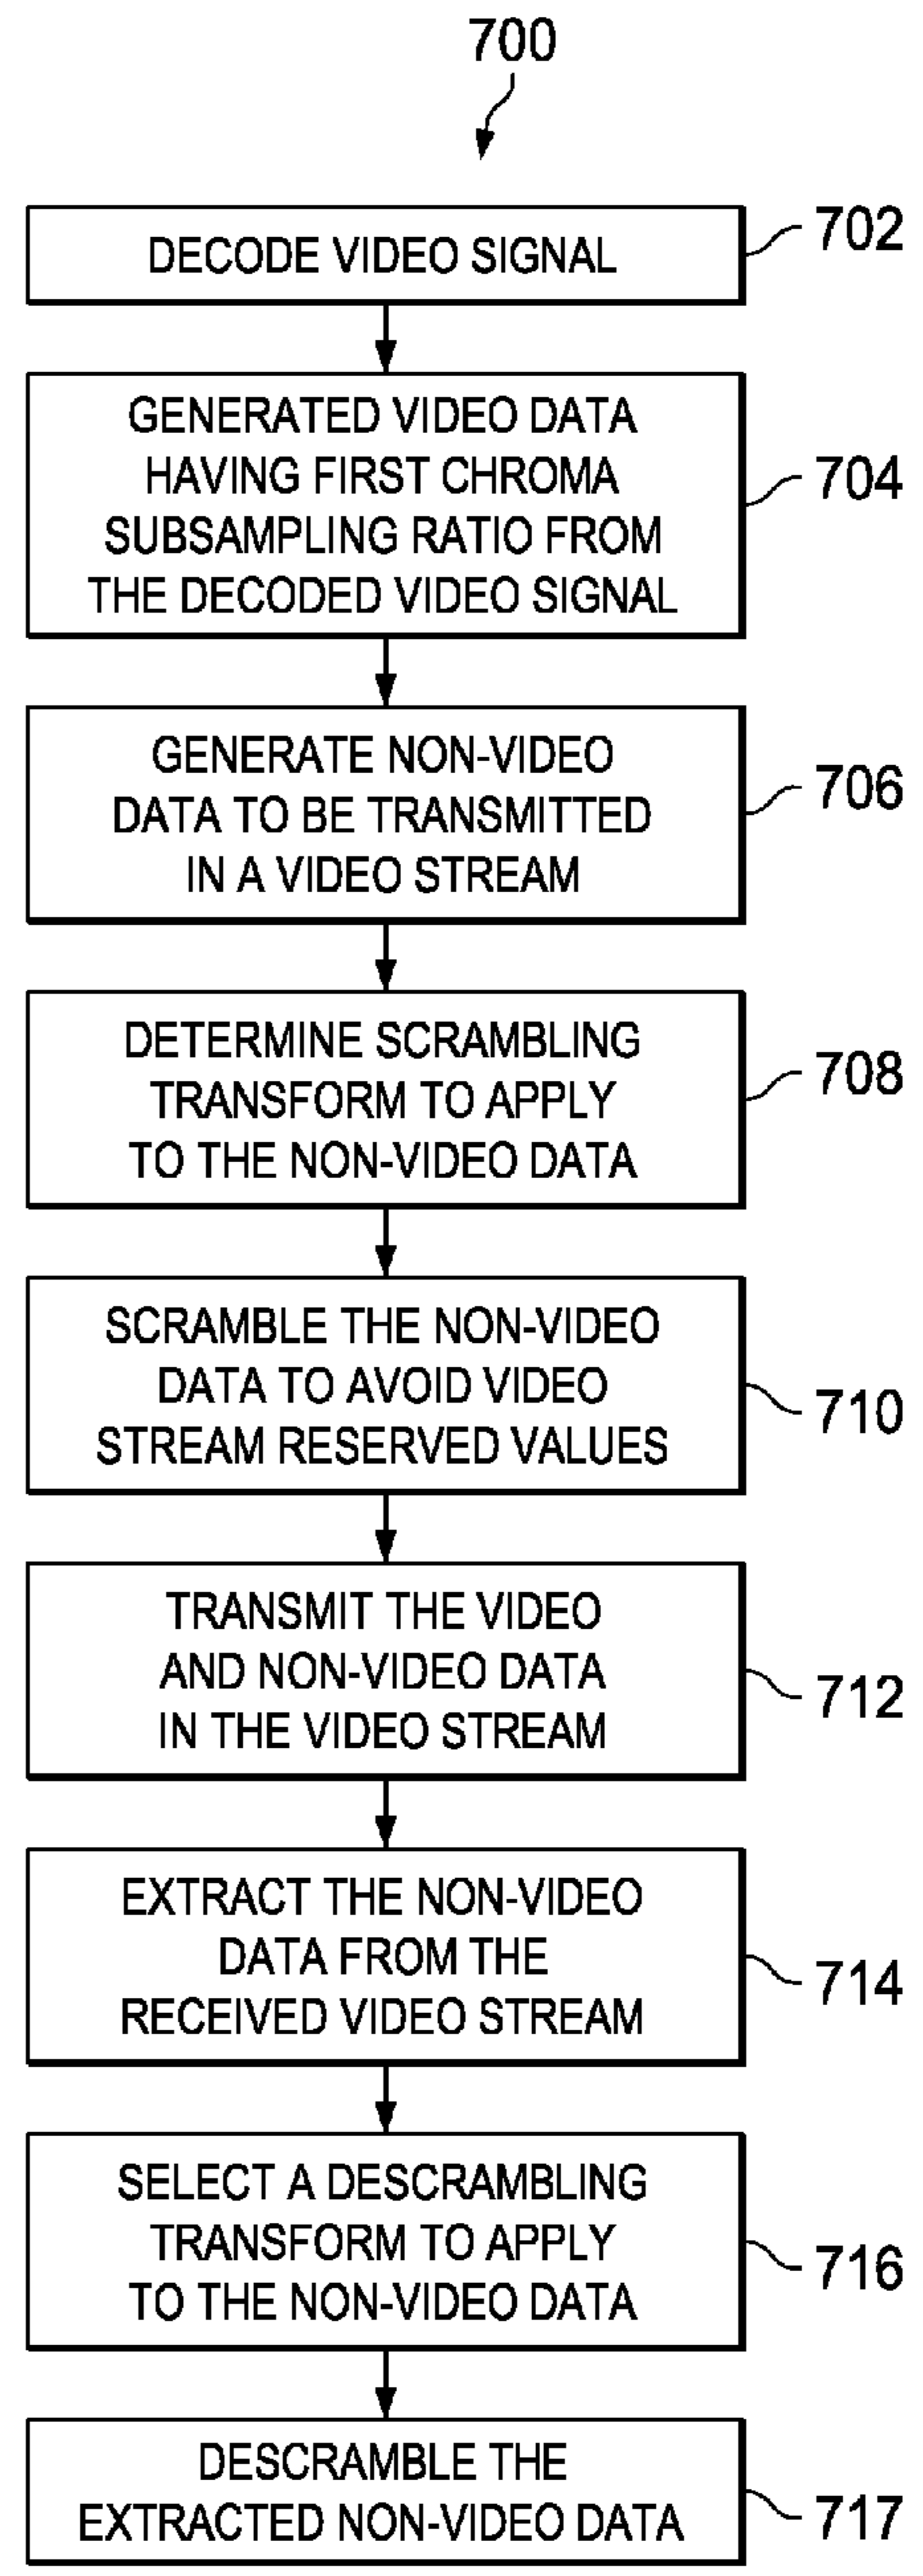 700
DECODE VIDEO SIGNAL
702
GENERATED VIDEO DATA
HAVING FIRST CHROMA
SUBSAMPLING RATIO FROM
THE DECODED VIDEO SIGNAL
704
GENERATE NON-VIDEO
DATA TO BE TRANSMITTED
IN A VIDEO STREAM
706
DETERMINE SCRAMBLING
TRANSFORM TO APPLY
TO THE NON-VIDEO DATA
708
SCRAMBLE THE NON-VIDEO
DATA TO AVOID VIDEO
STREAM RESERVED VALUES
710
TRANSMIT THE VIDEO
AND NON-VIDEO DATA
IN THE VIDEO STREAM
712
EXTRACT THE NON-VIDEO
DATA FROM THE
RECEIVED VIDEO STREAM
714
SELECT A DESCRAMBLING
TRANSFORM TO APPLY
TO THE NON-VIDEO DATA
716
DESCRAMBLE THE
EXTRACTED NON-VIDEO DATA
717